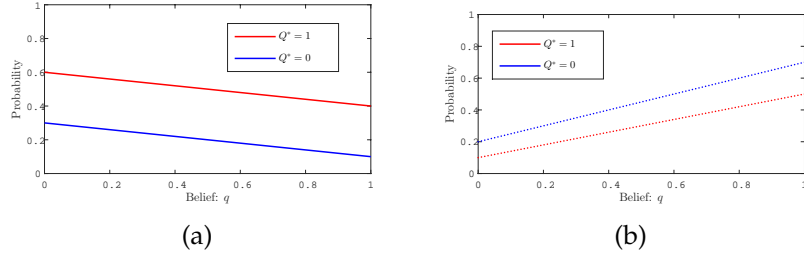 1
0.8
0.6
0.4
0.2
0
Probability
Q* = 1
Q* = 0
0 0.2 0.4 0.6 0.8 1
Belief: q
(a)
1
0.8
0.6
0.4
0.2
0
Probability
Q* = 1
Q* = 0
0 0.2 0.4 0.6 0.8 1
Belief: q
(b)